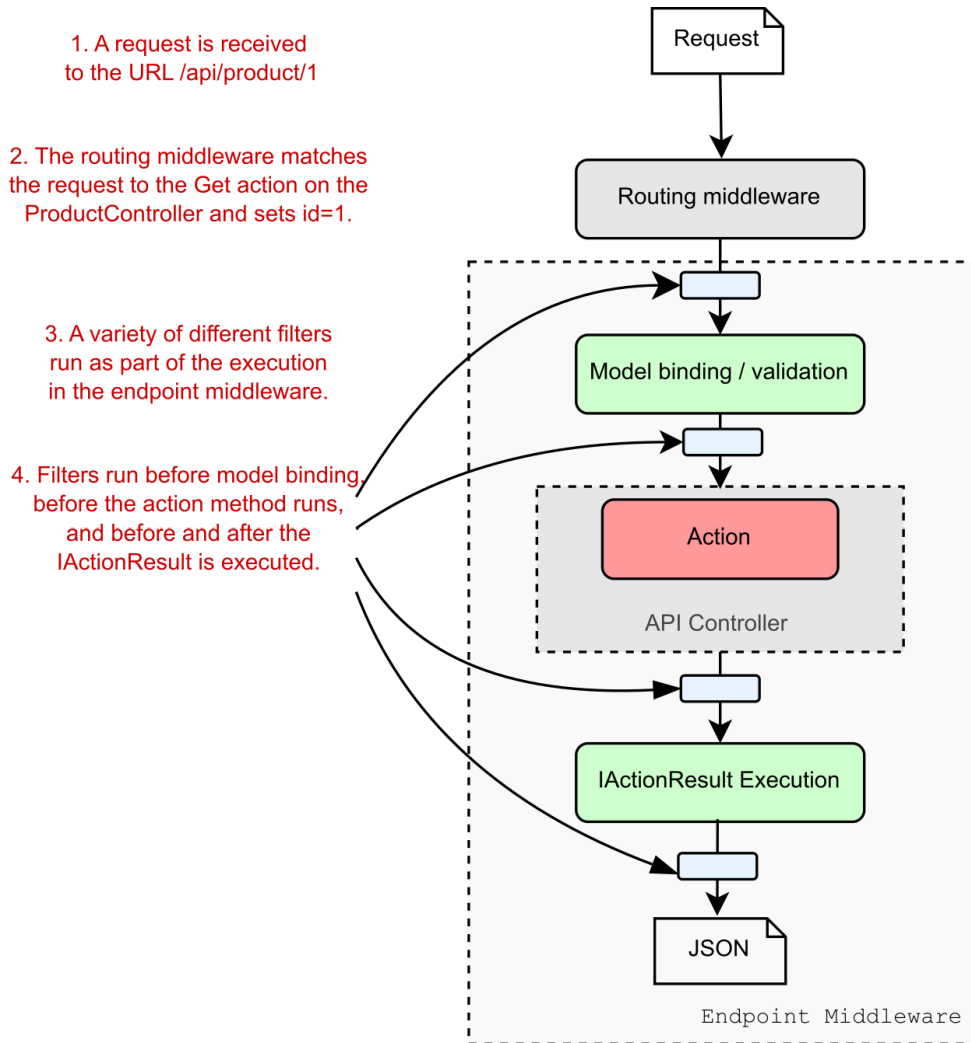 1. A request is received
to the URL /api/product/1
Request
2. The routing middleware matches
the request to the Get action on the
ProductController and sets id=1.
Routing middleware
3. A variety of different filters
run as part of the execution
in the endpoint middleware.
Model binding / validation
4. Filters run before model binding,
before the action method runs,
and before and after the
IActionResult is executed.
Action
API Controller
IActionResult Execution
JSON
Endpoint Middleware